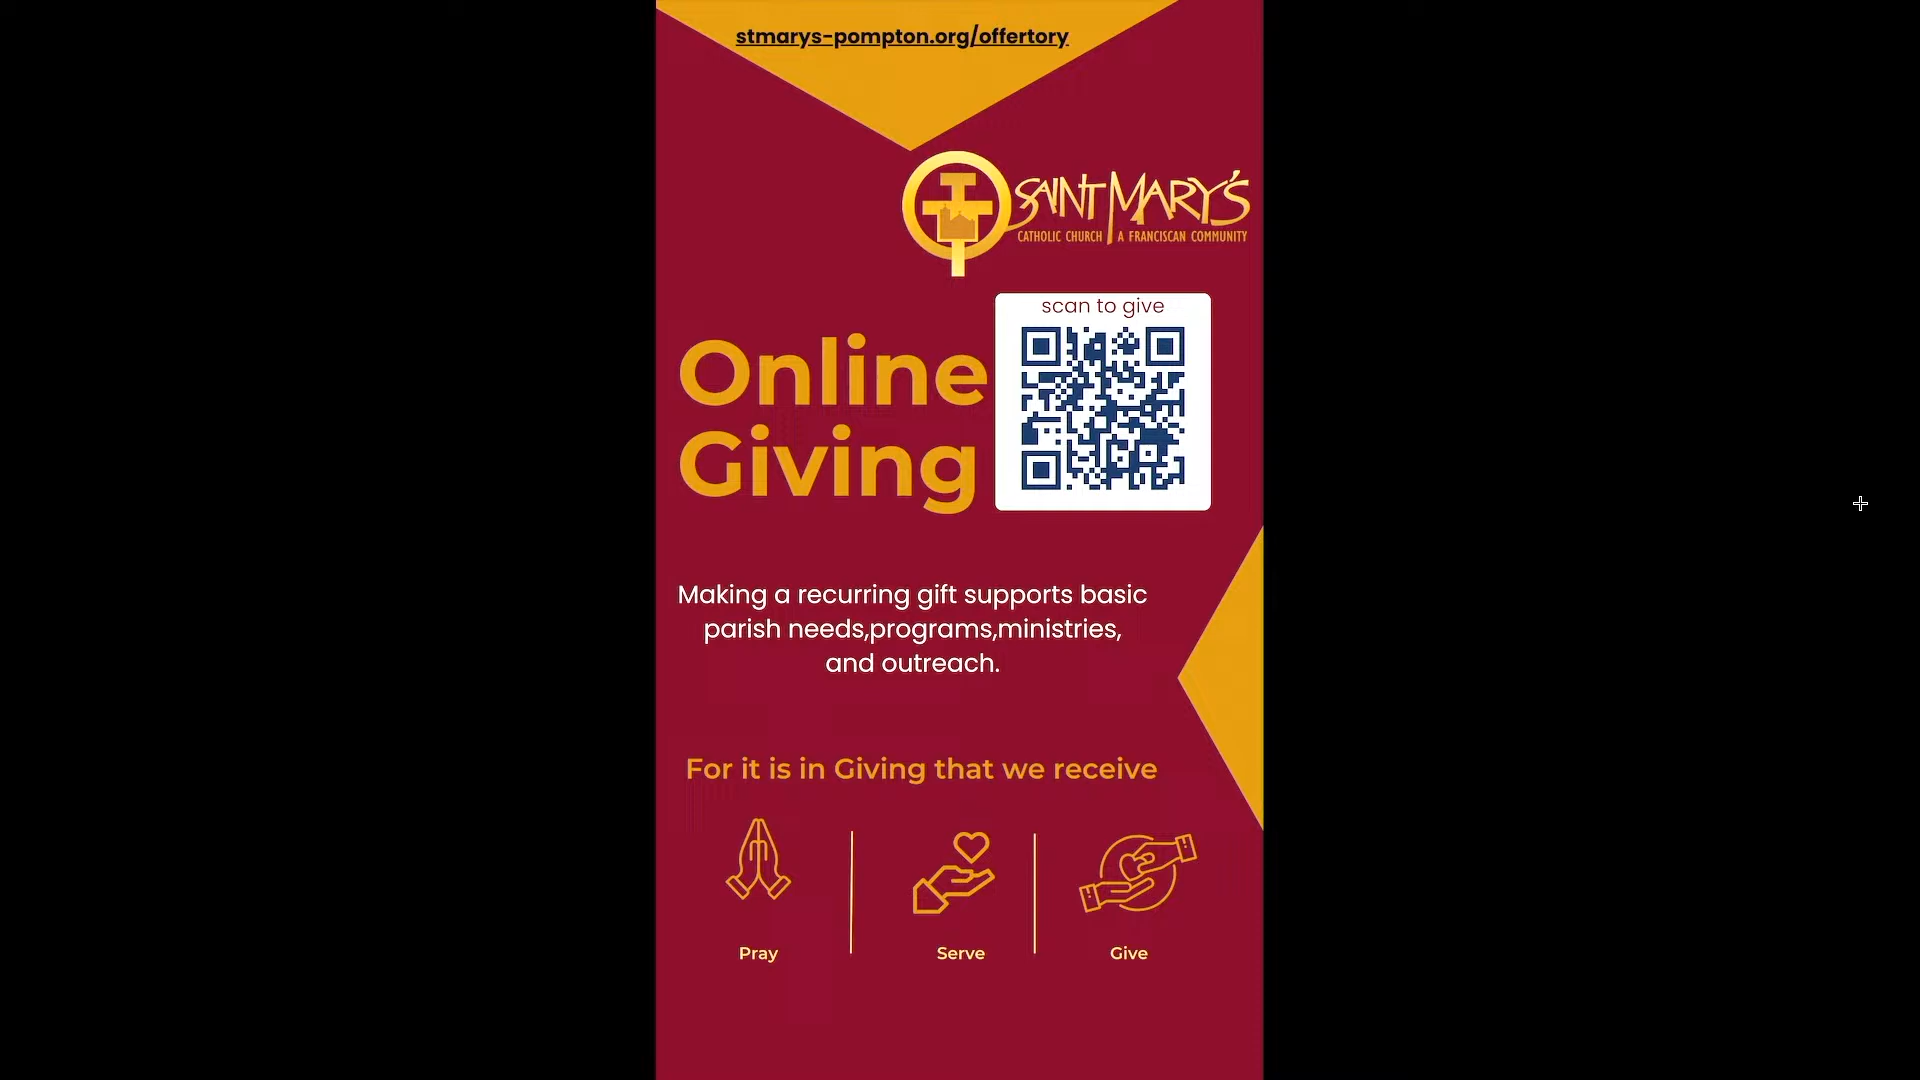 stmarys-pompton.org/offertory
SAINT MARY'S
CATHOLIC CHURCH A FRANCISCAN COMMUNITY
scan to give
Online
Giving
Making a recurring gift supports basic
parish needs,programs,ministries,
and outreach.
For it is in Giving that we receive
Pray
Serve
Give